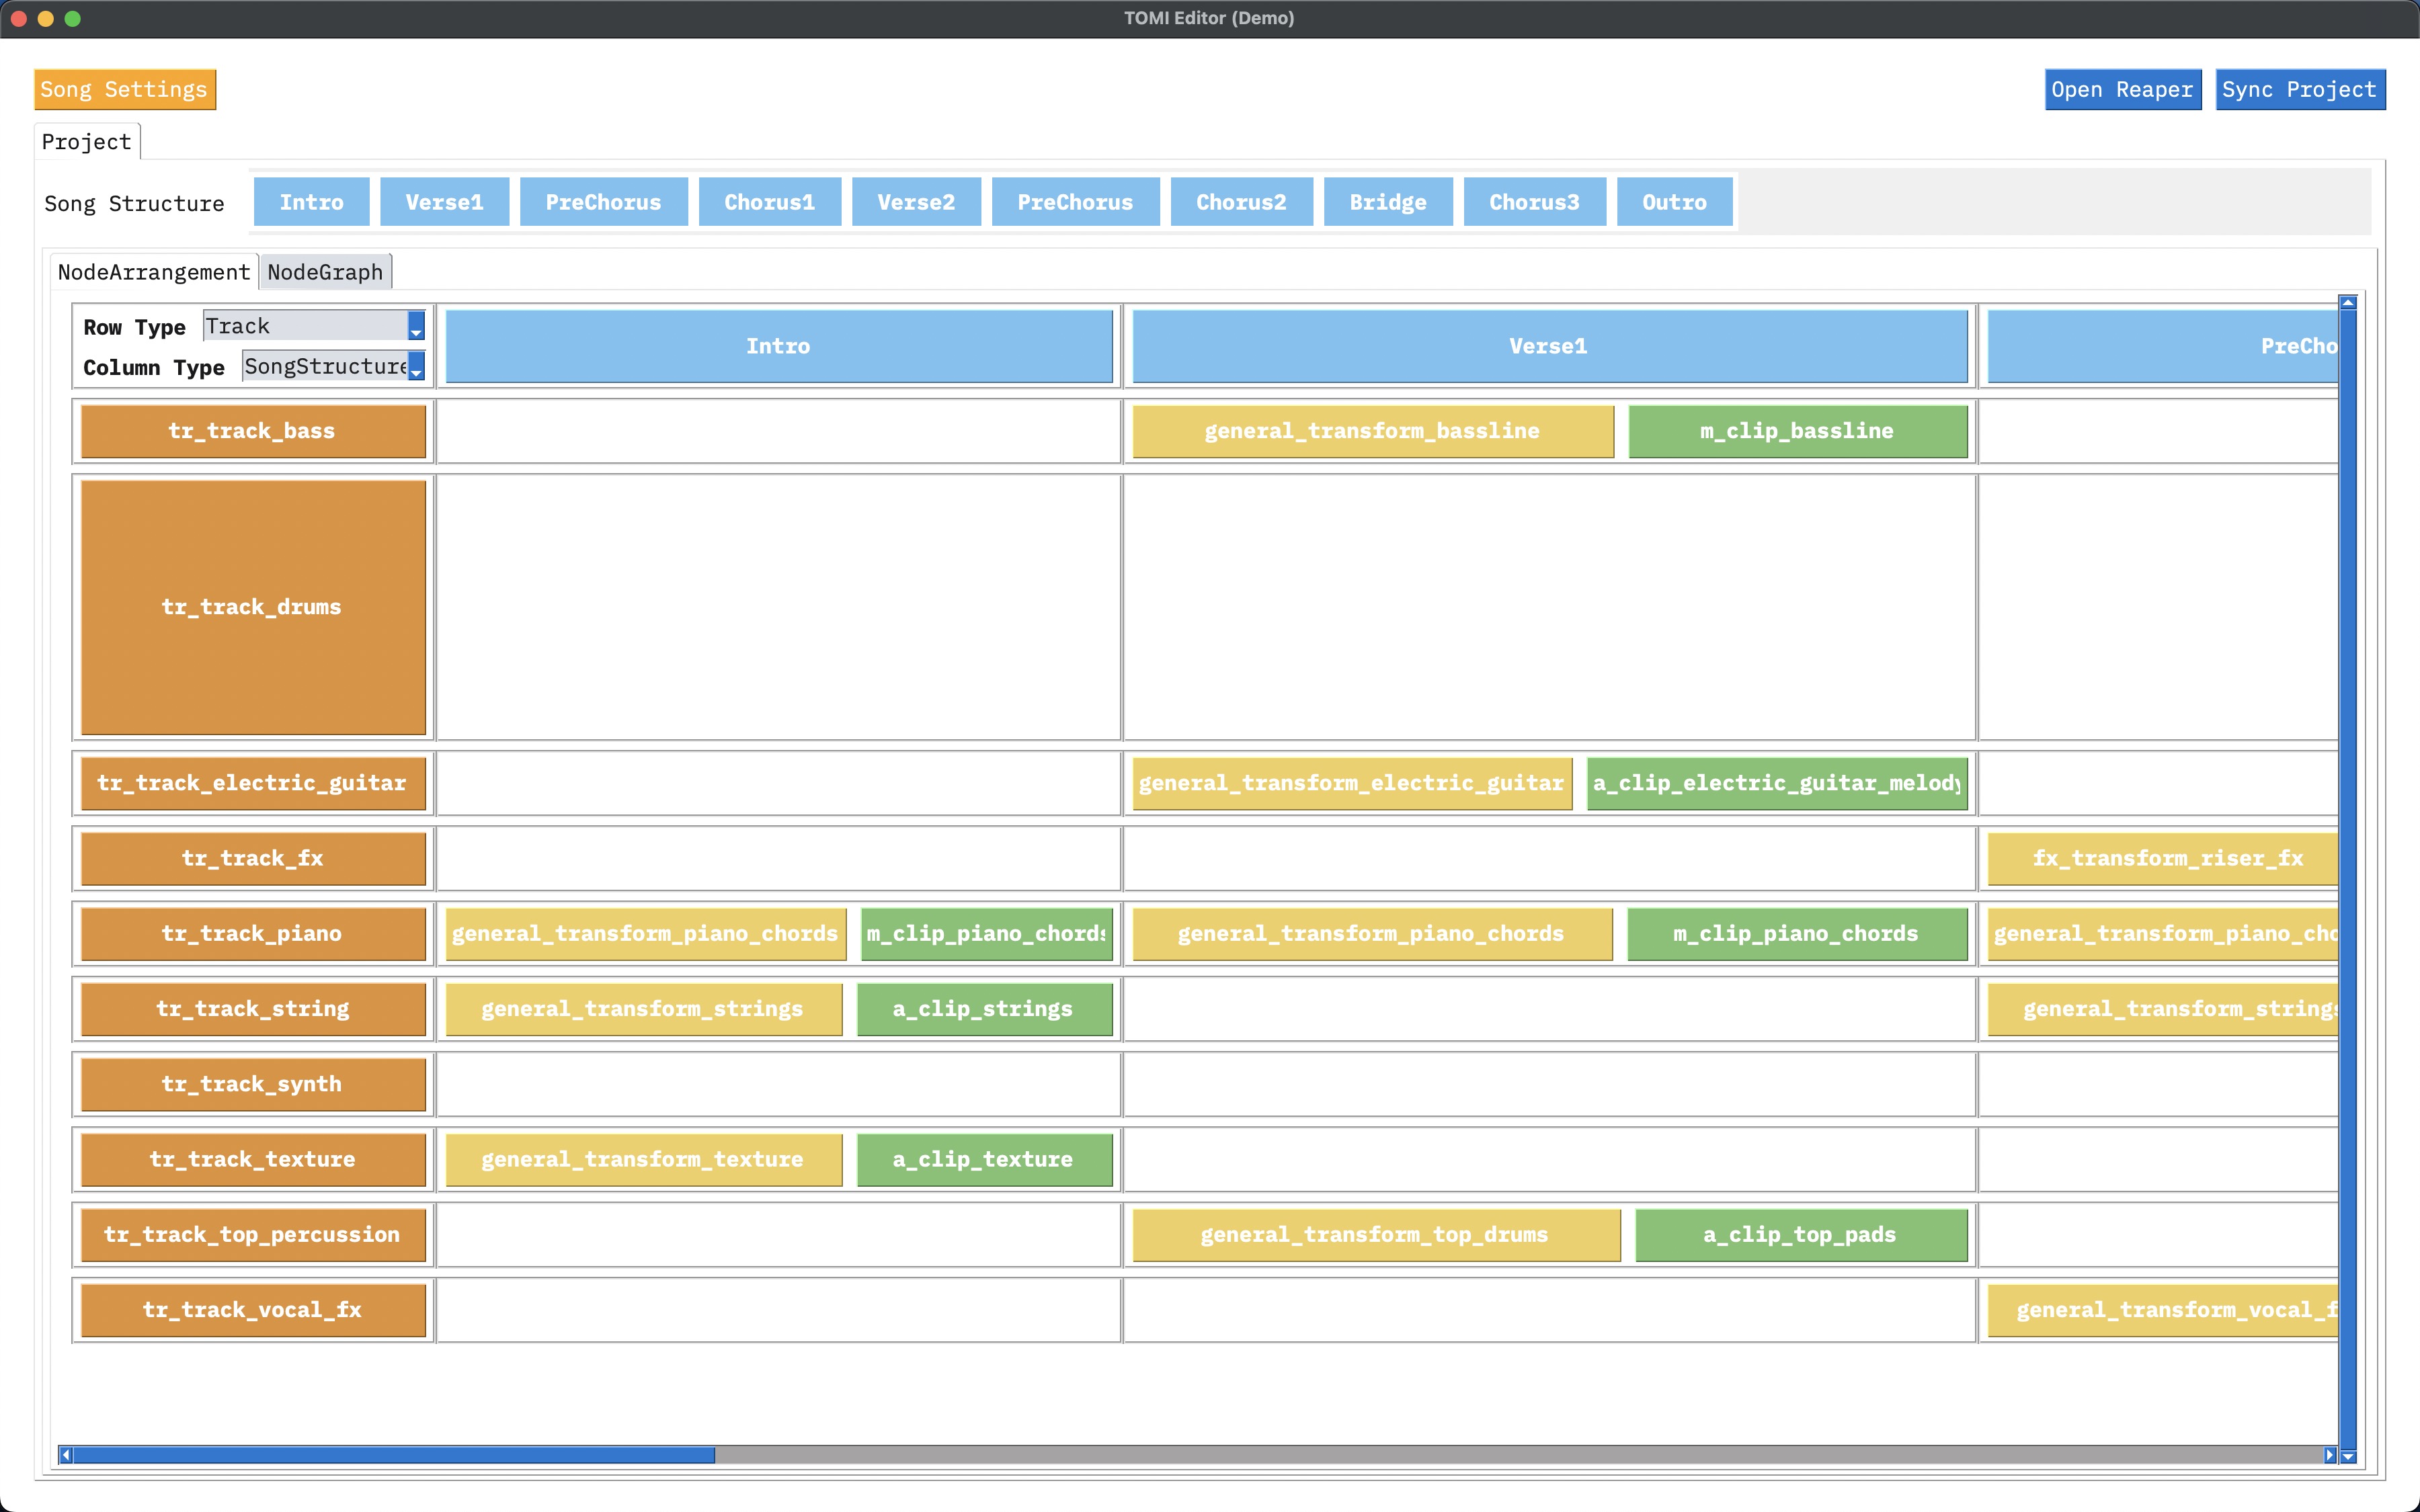 TOMI Editor (Demo)
Song Settings
Open Reaper
Sync Project
Project
Song Structure
Intro
Verse1
PreChorus
Chorus1
Verse2
PreChorus
Chorus2
Bridge
Chorus3
Outro
NodeArrangement
NodeGraph
Row Type
Track
Column Type
SongStructure
Intro
Verse1
PreCho
tr_track_bass
general_transform_bassline
m_clip_bassline
tr_track_drums
tr_track_electric_guitar
general_transform_electric_guitar
a_clip_electric_guitar_melody
tr_track_fx
fx_transform_riser_fx
tr_track_piano
general_transform_piano_chords
m_clip_piano_chords
general_transform_piano_chords
m_clip_piano_chords
general_transform_piano_cho
tr_track_string
general_transform_strings
a_clip_strings
general_transform_strings
tr_track_synth
tr_track_texture
general_transform_texture
a_clip_texture
tr_track_top_percussion
general_transform_top_drums
a_clip_top_pads
tr_track_vocal_fx
general_transform_vocal_f